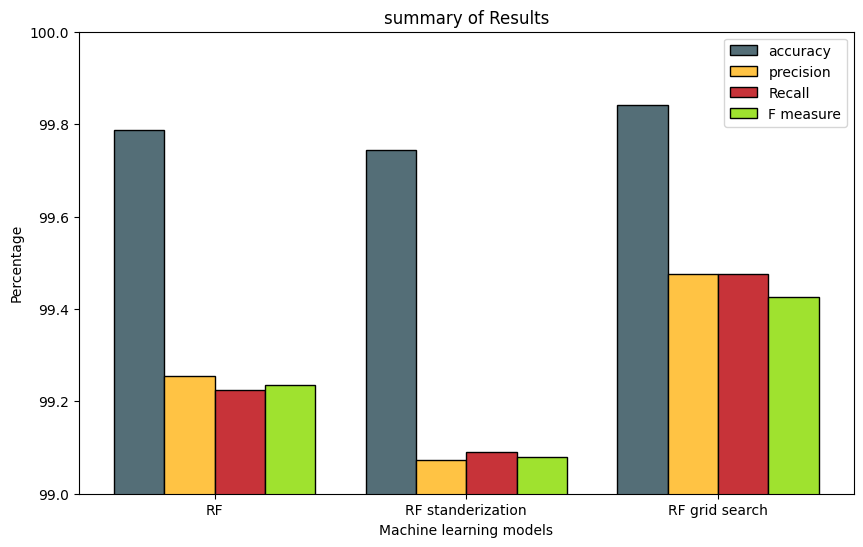 summary of Results
100.0
99.8
99.6
99.4
99.2
99.0
Percentage
accuracy
precision
Recall
F measure
RF
RF standerization
RF grid search
Machine learning models